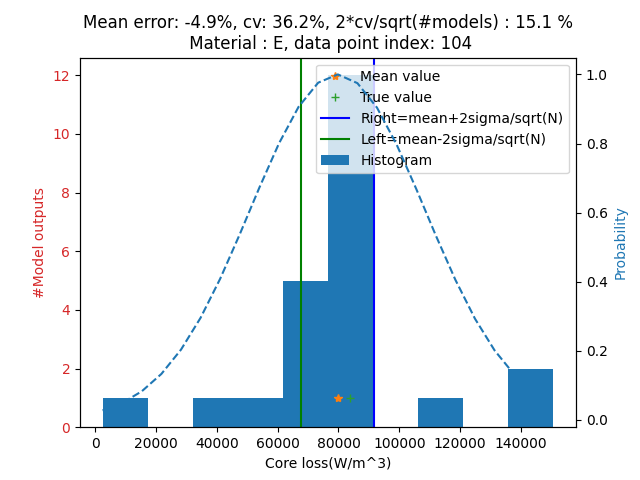 Mean error: -4.9%, cv: 36.2%, 2*cv/sqrt(#models) : 15.1 %
Material : E, data point index: 104
Mean value
True value
Right=mean+2sigma/sqrt(N)
Left=mean-2sigma/sqrt(N)
Histogram
12
10
8
6
4
2
0
#Model outputs
1.0
0.8
0.6
0.4
0.2
0.0
Probability
0 20000 40000 60000 80000 100000 120000 140000
Core loss(W/m^3)